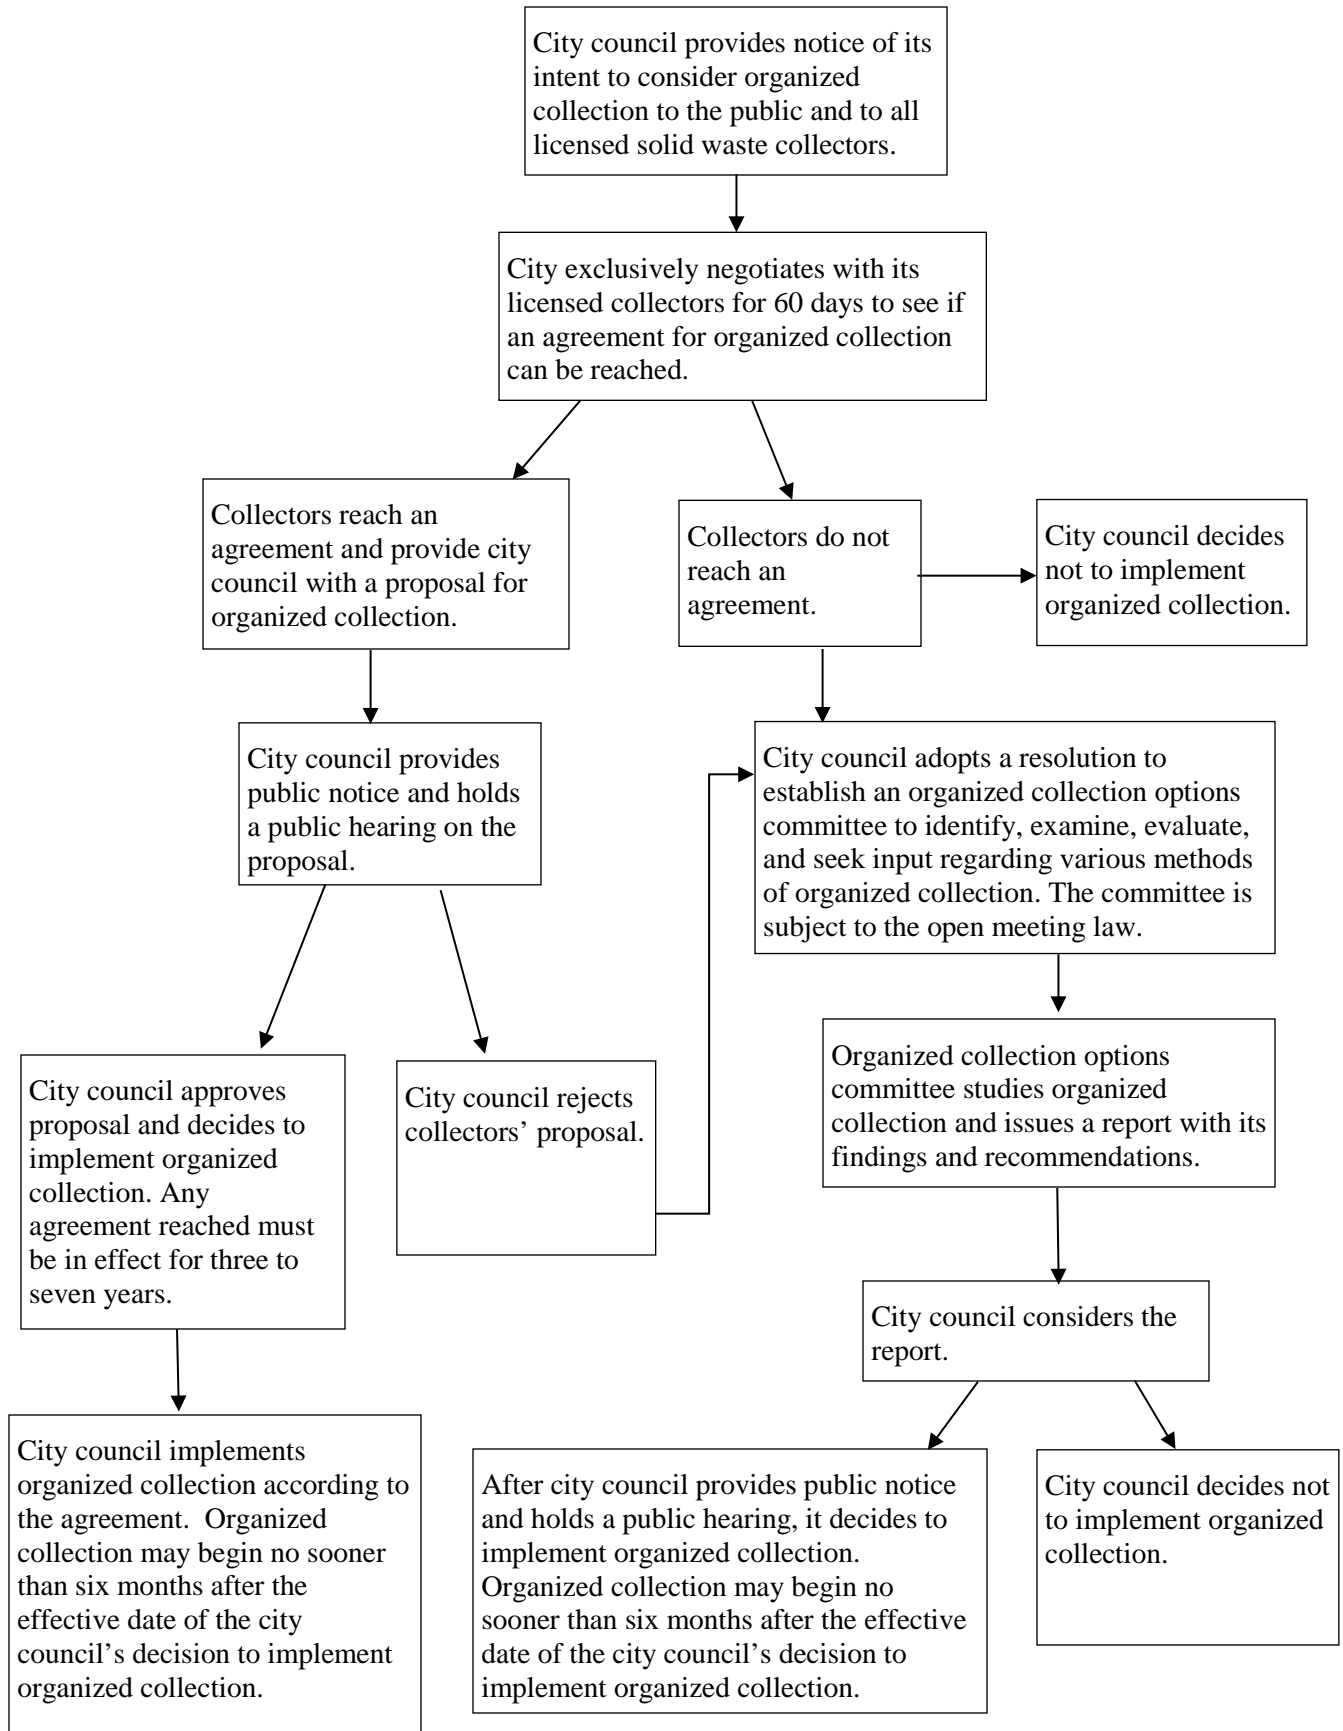 City council provides notice of its
intent to consider organized
collection to the public and to all
licensed solid waste collectors.
City exclusively negotiates with its
licensed collectors for 60 days to see if
an agreement for organized collection
can be reached.
Collectors reach an
agreement and provide city
council with a proposal for
organized collection.
Collectors do not
reach an
agreement.
City council decides
not to implement
organized collection.
City council provides
public notice and holds
a public hearing on the
proposal.
City council adopts a resolution to
establish an organized collection options
committee to identify, examine, evaluate,
and seek input regarding various methods
of organized collection. The committee is
subject to the open meeting law.
City council approves
proposal and decides to
implement organized
collection. Any
agreement reached must
be in effect for three to
seven years.
City council rejects
collectors’ proposal.
Organized collection options
committee studies organized
collection and issues a report with its
findings and recommendations.
City council considers the
report.
City council implements
organized collection according to
the agreement.  Organized
collection may begin no sooner
than six months after the
effective date of the city
council’s decision to implement
organized collection.
After city council provides public notice
and holds a public hearing, it decides to
implement organized collection.
Organized collection may begin no
sooner than six months after the effective
date of the city council’s decision to
implement organized collection.
City council decides not
to implement organized
collection.